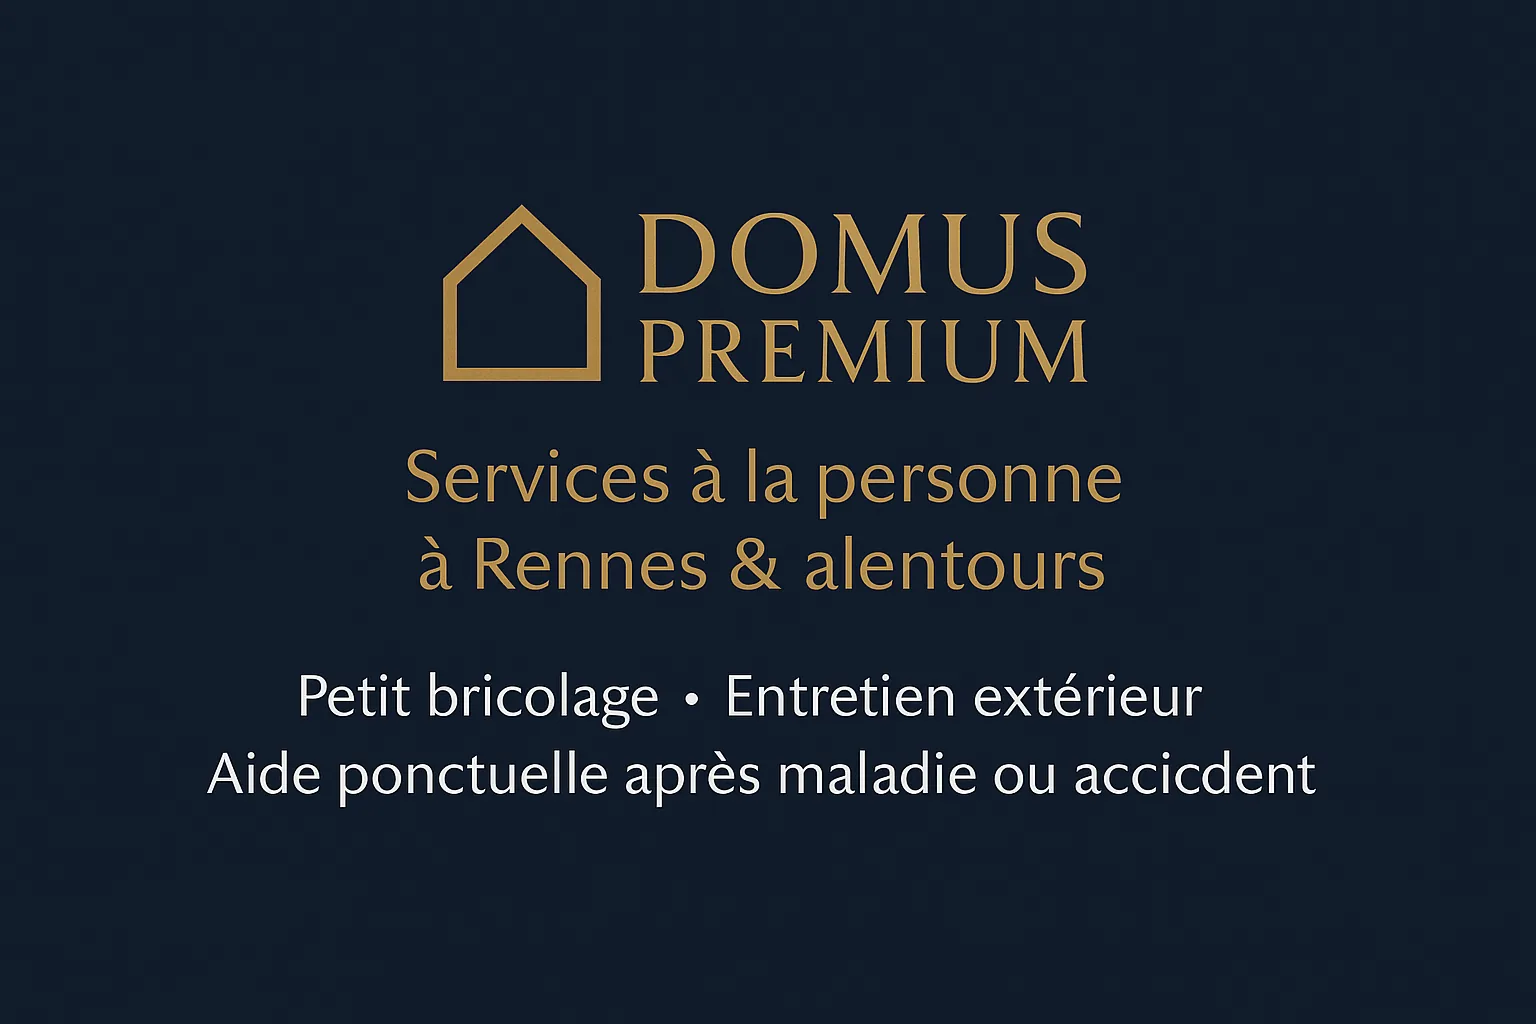 DOMUS
PREMIUM
Services à la personne
à Rennes & alentours
Petit bricolage • Entretien extérieur
Aide ponctuelle après maladie ou accicdent